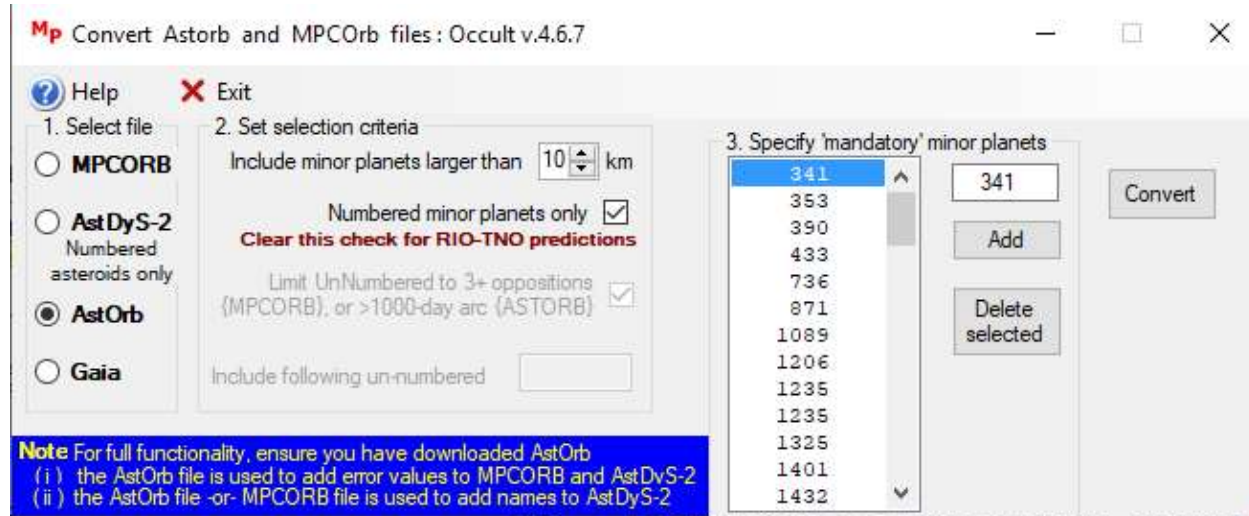 MP Convert Astorb and MPCOrb files : Occult v.4.6.7
Help Exit
1. Select file
MPCORB
AstDyS-2
Numbered
asteroids only
AstOrb
Gaia
2. Set selection criteria
Include minor planets larger than 10 km
Numbered minor planets only
Clear this check for RIO-TNO predictions
Limit UnNumbered to 3+ oppositions
{MPCORB}, or >1000-day arc {ASTORB}
Include following un-numbered
3. Specify 'mandatory' minor planets
341
353
390
433
736
871
1089
1206
1235
1235
1325
1401
1432
341
Add
Delete
selected
Convert
Note For full functionality, ensure you have downloaded AstOrb
(i) the AstOrb file is used to add error values to MPCORB and AstDyS-2
(ii) the AstOrb file -or- MPCORB file is used to add names to AstDyS-2